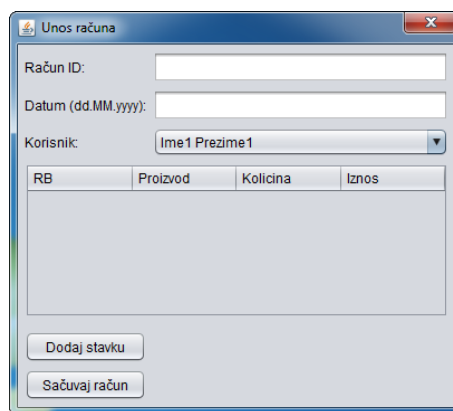 Unos računa
Račun ID:
Datum (dd.MM.yyyy):
Korisnik: Ime1 Prezime1
RB Proizvod Kolicina Iznos
Dodaj stavku
Sačuvaj račun